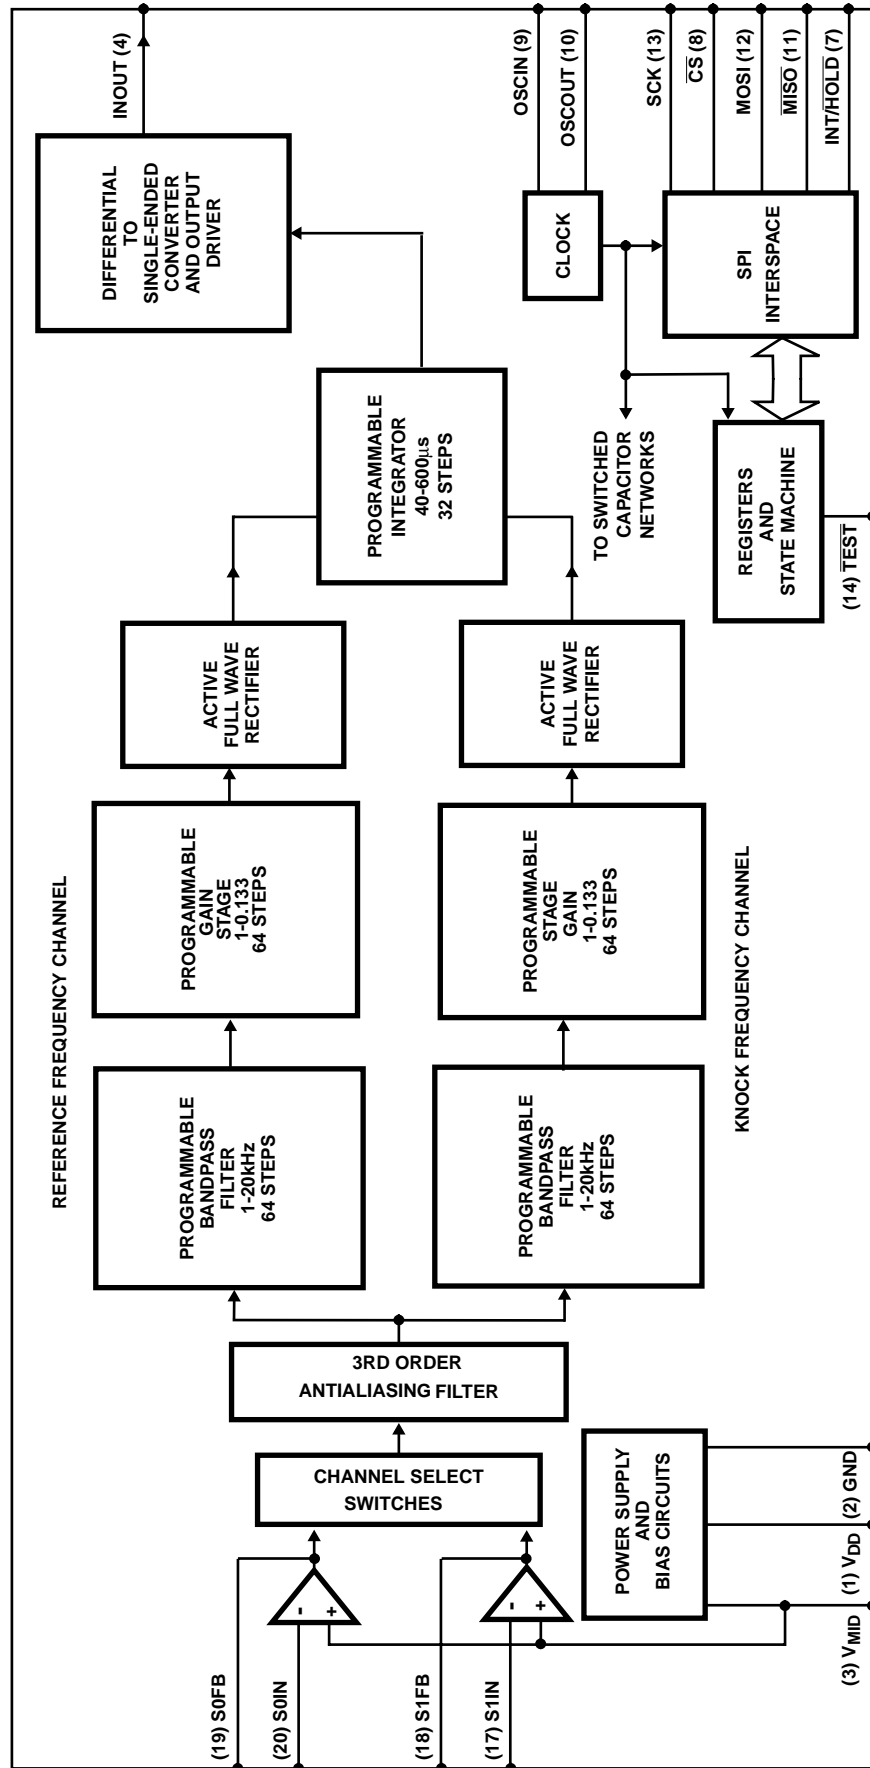 REFERENCE FREQUENCY CHANNEL
(19) S0FB
(20) S0IN
(18) S1FB
(17) S1IN
-
+
-
+
CHANNEL SELECT
SWITCHES
3RD ORDER
ANTIALIASING FILTER
PROGRAMMABLE
BANDPASS
FILTER
1-20kHz
64 STEPS
PROGRAMMABLE
GAIN
STAGE
1-0.133
64 STEPS
ACTIVE
FULL WAVE
RECTIFIER
PROGRAMMABLE
BANDPASS
FILTER
1-20kHz
64 STEPS
PROGRAMMABLE
STAGE
GAIN
1-0.133
64 STEPS
ACTIVE
FULL WAVE
RECTIFIER
KNOCK FREQUENCY CHANNEL
PROGRAMMABLE
INTEGRATOR
40-600µs
32 STEPS
DIFFERENTIAL
TO
SINGLE-ENDED
CONVERTER
AND OUTPUT
DRIVER
INOUT (4)
POWER SUPPLY
AND
BIAS CIRCUITS
(3) VMID
(1) VDD
(2) GND
TO SWITCHED
CAPACITOR
NETWORKS
CLOCK
OSCIN (9)
OSCOUT (10)
REGISTERS
AND
STATE MACHINE
(14) TEST
SPI
INTERSPACE
SCK (13)
CS (8)
MOSI (12)
MISO (11)
INT/HOLD (7)